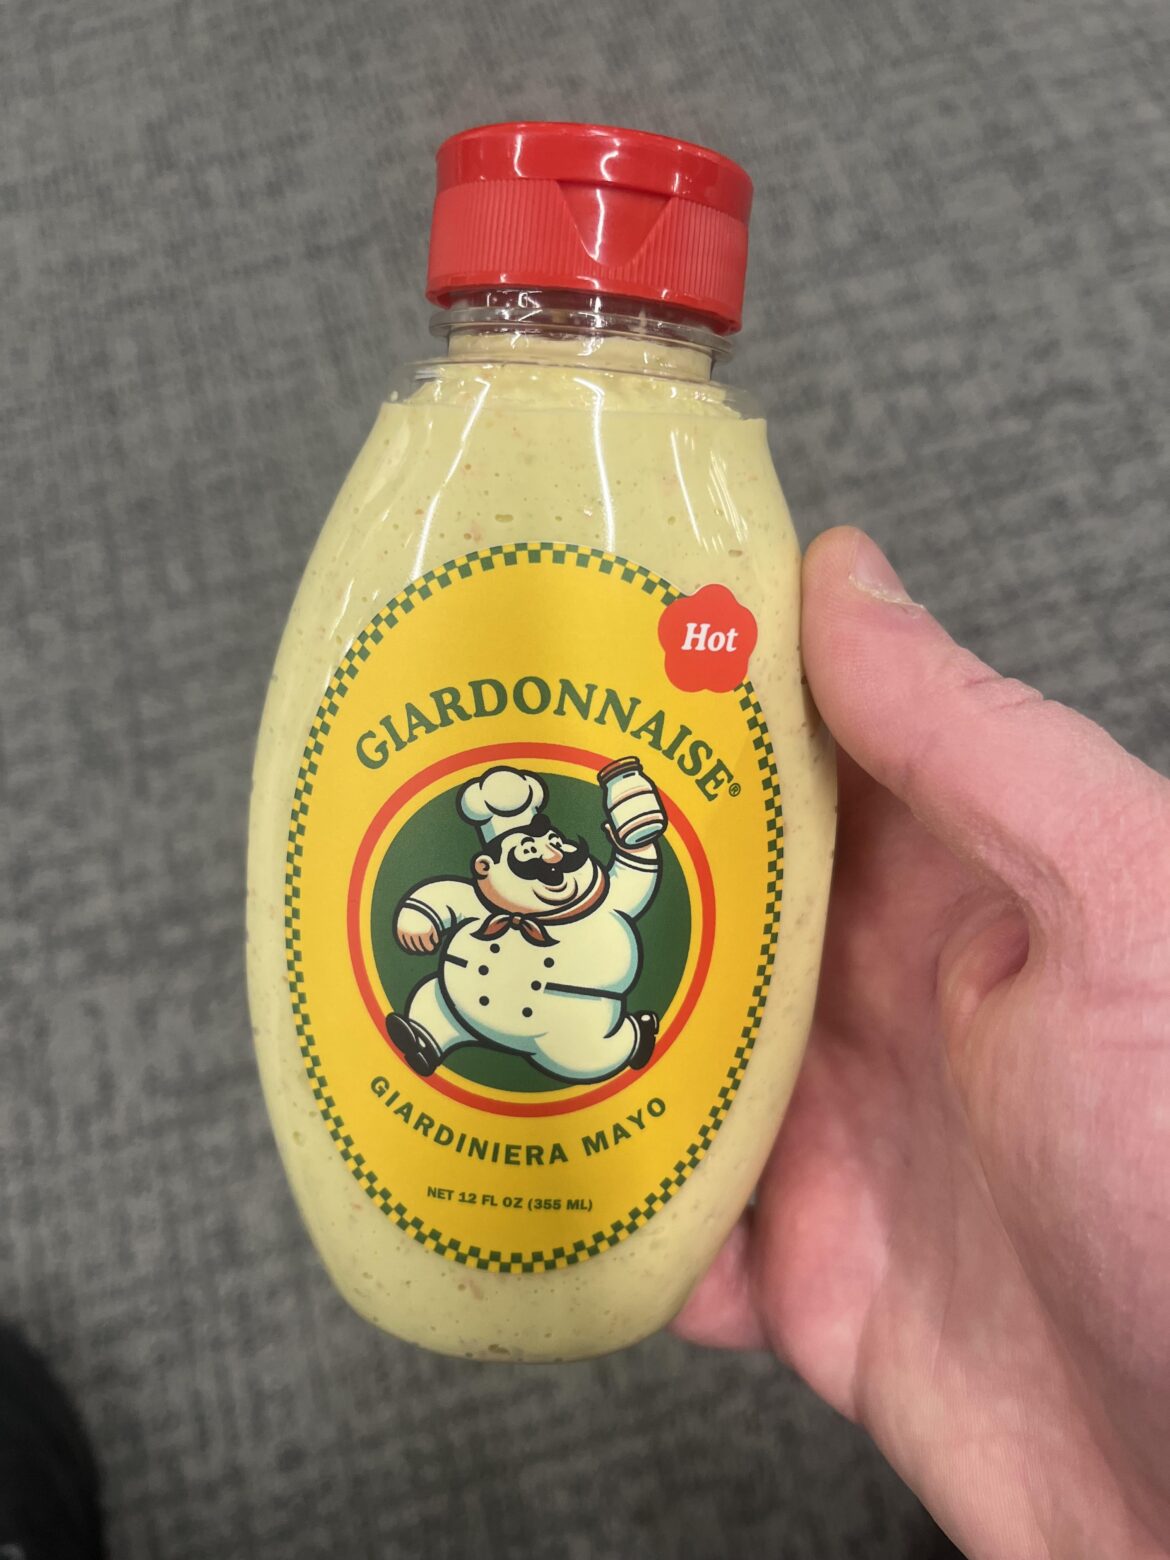 Hot
GIARDONNAISE®
GIARDINIERA MAYO
NET 12 FL OZ (355 ML)